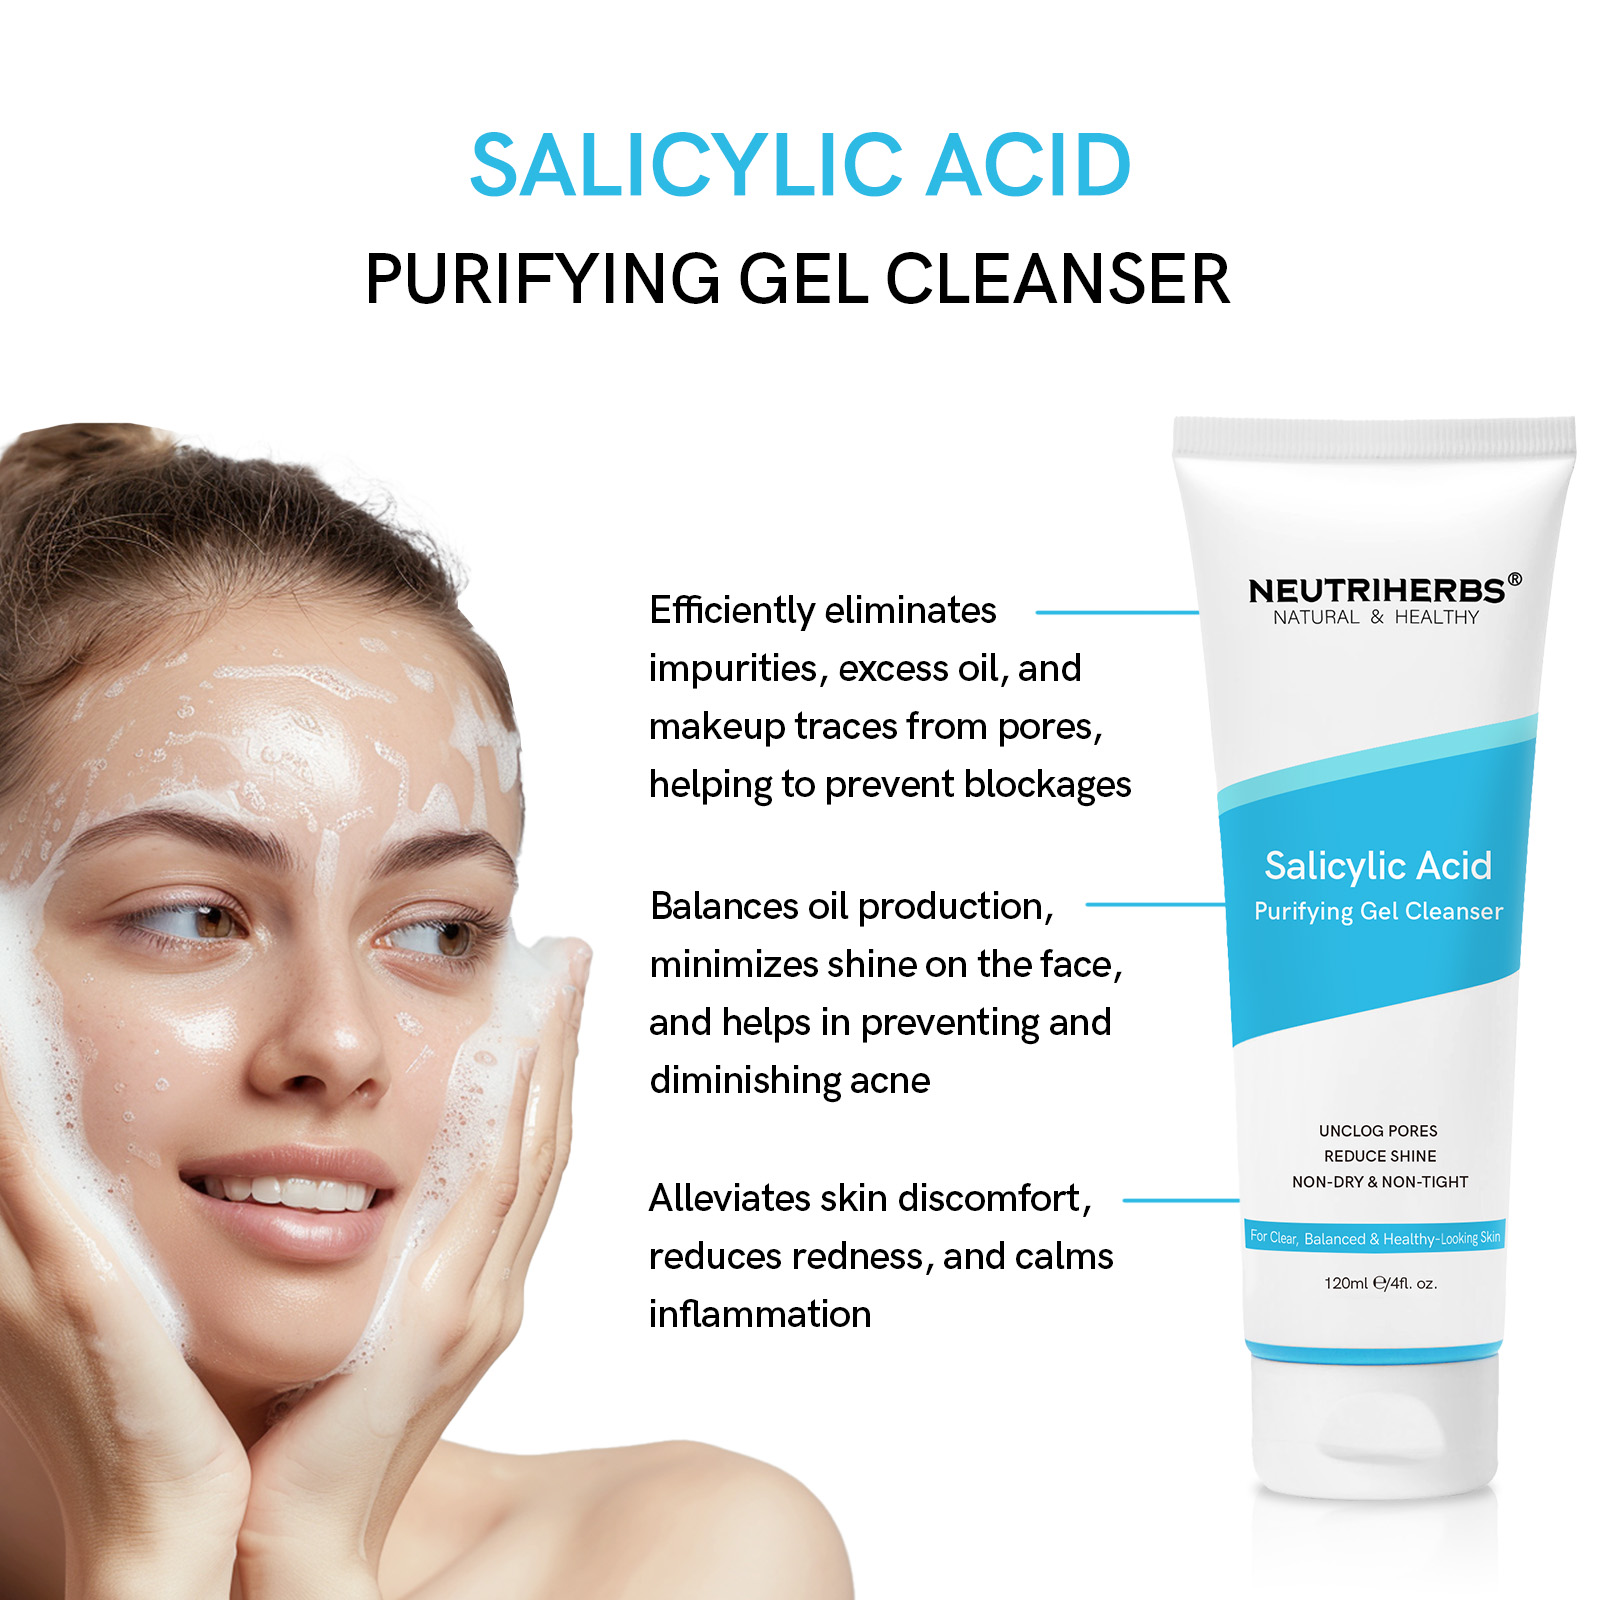 SALICYLIC ACID
PURIFYING GEL CLEANSER
Efficiently eliminates
impurities, excess oil, and
makeup traces from pores,
helping to prevent blockages
Balances oil production,
minimizes shine on the face,
and helps in preventing and
diminishing acne
Alleviates skin discomfort,
reduces redness, and calms
inflammation
NEUTRIHERBS®
NATURAL & HEALTHY
Salicylic Acid
Purifying Gel Cleanser
UNCLOG PORES
REDUCE SHINE
NON-DRY & NON-TIGHT
For Clear, Balanced & Healthy-Looking Skin
120ml ℮/4fl. oz.